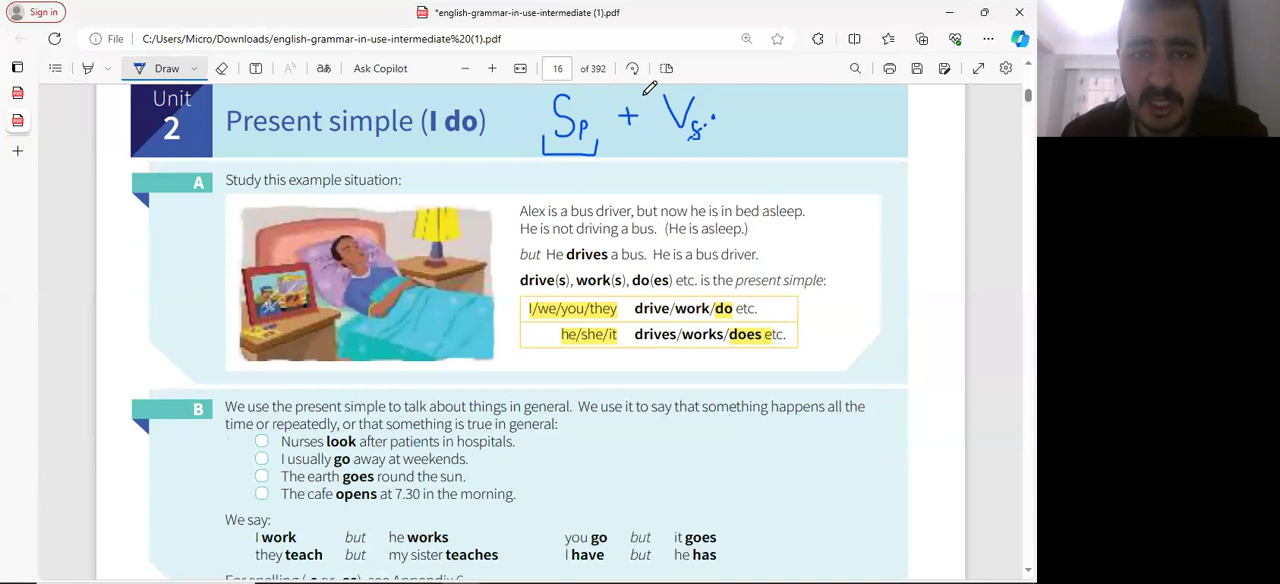 Sign in
*english-grammar-in-use-intermediate (1).pdf
File
C:/Users/Micro/Downloads/english-grammar-in-use-intermediate%20(1).pdf
Draw
Ask Copilot
16 of 392
Unit
2
Present simple (I do)
Sp + Vs.
A
Study this example situation:
Alex is a bus driver, but now he is in bed asleep.
He is not driving a bus. (He is asleep.)
but He drives a bus. He is a bus driver.
drive(s), work(s), do(es) etc. is the present simple:
I/we/you/they drive/work/do etc.
he/she/it drives/works/does etc.
B
We use the present simple to talk about things in general. We use it to say that something happens all the
time or repeatedly, or that something is true in general:
Nurses look after patients in hospitals.
I usually go away at weekends.
The earth goes round the sun.
The cafe opens at 7.30 in the morning.
We say:
I work but he works you go but it goes
they teach but my sister teaches I have but he has